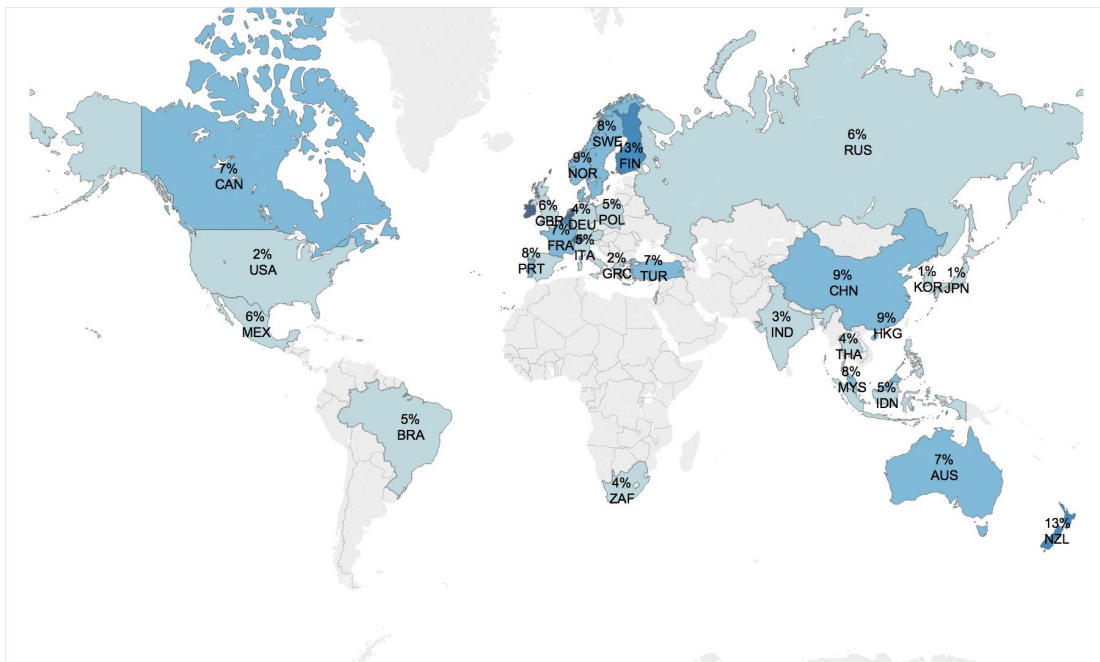 8%
SWE
13%
FIN
9%
NOR
6%
RUS
7%
CAN
6%
GBR
4%
DEU
5%
POL
7%
FRA
5%
ITA
8%
PRT
2%
GRC
7%
TUR
2%
USA
6%
MEX
9%
CHN
1%
KOR
1%
JPN
3%
IND
9%
HKG
4%
THA
8%
MYS
5%
IDN
5%
BRA
4%
ZAF
7%
AUS
13%
NZL